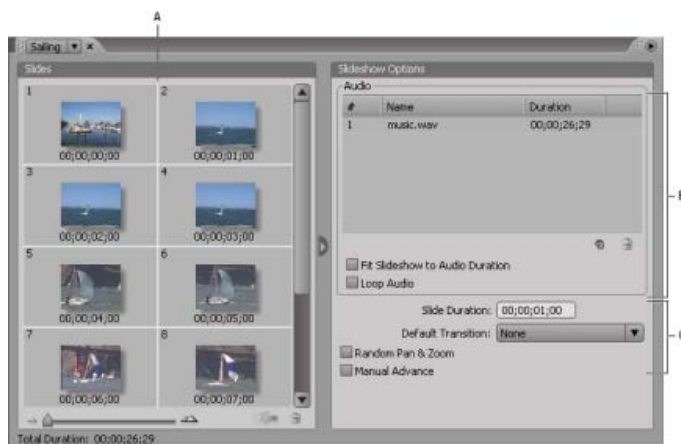 A
Sailing
Slides
1
2
00;00;00;00
00;00;01;00
3
4
00;00;02;00
00;00;03;00
5
6
00;00;04;00
00;00;05;00
7
8
00;00;06;00
00;00;07;00
Total Duration: 00;00;26;29
Slideshow Options
Audio
# Name Duration
1 music.wav 00;00;26;29
B
Fit Slideshow to Audio Duration
Loop Audio
Slide Duration: 00;00;01;00
Default Transition: None
C
Random Pan & Zoom
Manual Advance